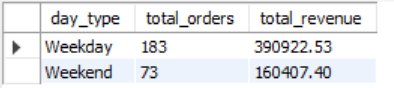 day_type total_orders total_revenue
Weekday 183 390922.53
Weekend 73 160407.40